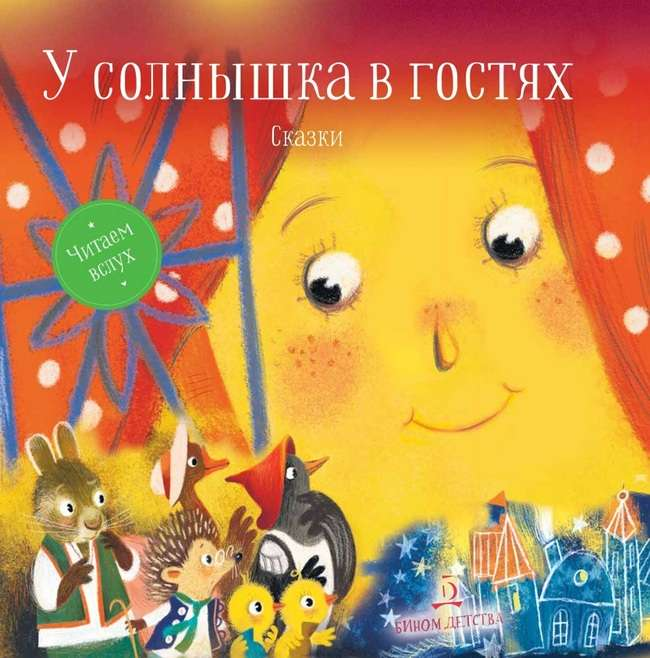 У солнышка в гостях
Сказки
Читаем
вслух
БИНОМ ДЕТСТВА